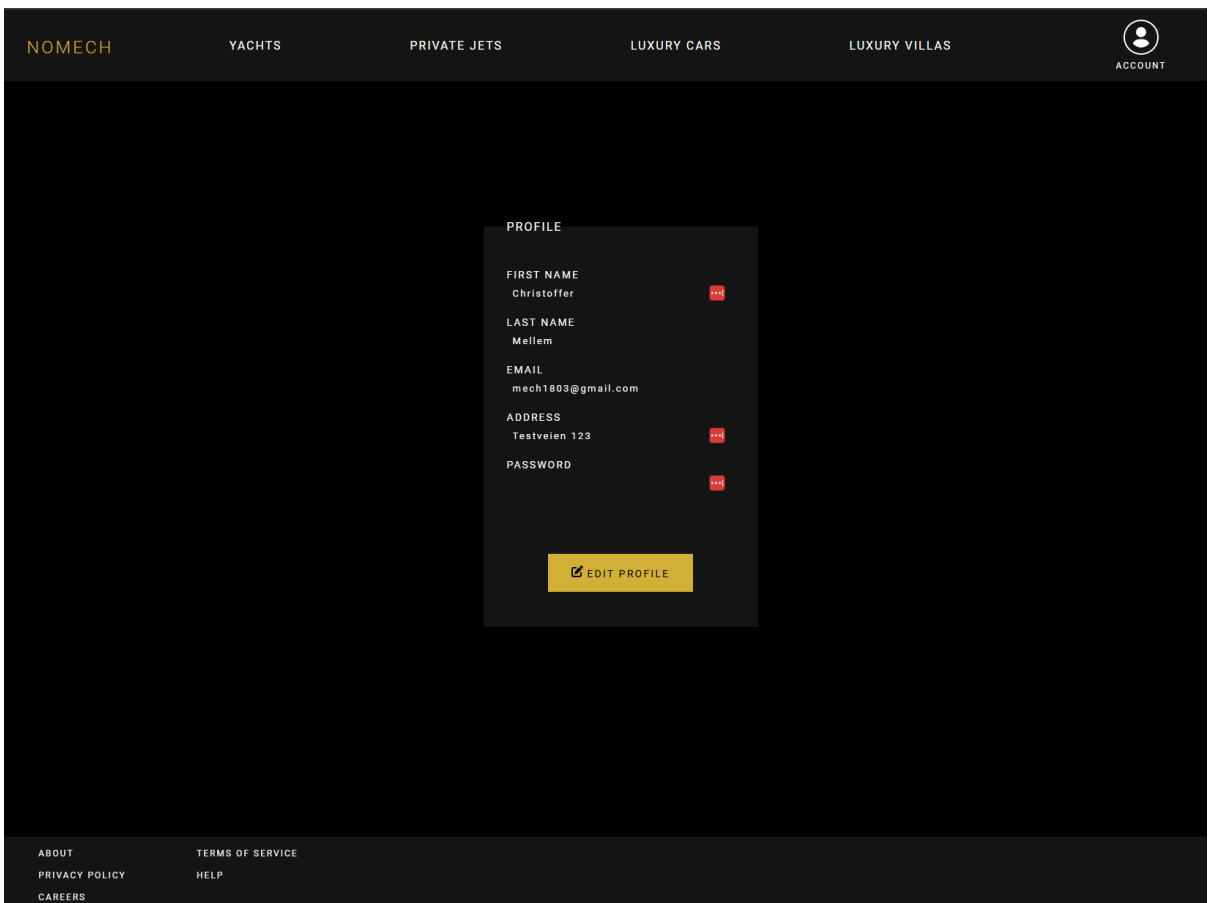 NOMECH
YACHTS
PRIVATE JETS
LUXURY CARS
LUXURY VILLAS
ACCOUNT
PROFILE
FIRST NAME
Christoffer
LAST NAME
Mellem
EMAIL
mech1803@gmail.com
ADDRESS
Testveien 123
PASSWORD
EDIT PROFILE
ABOUT
TERMS OF SERVICE
PRIVACY POLICY
HELP
CAREERS